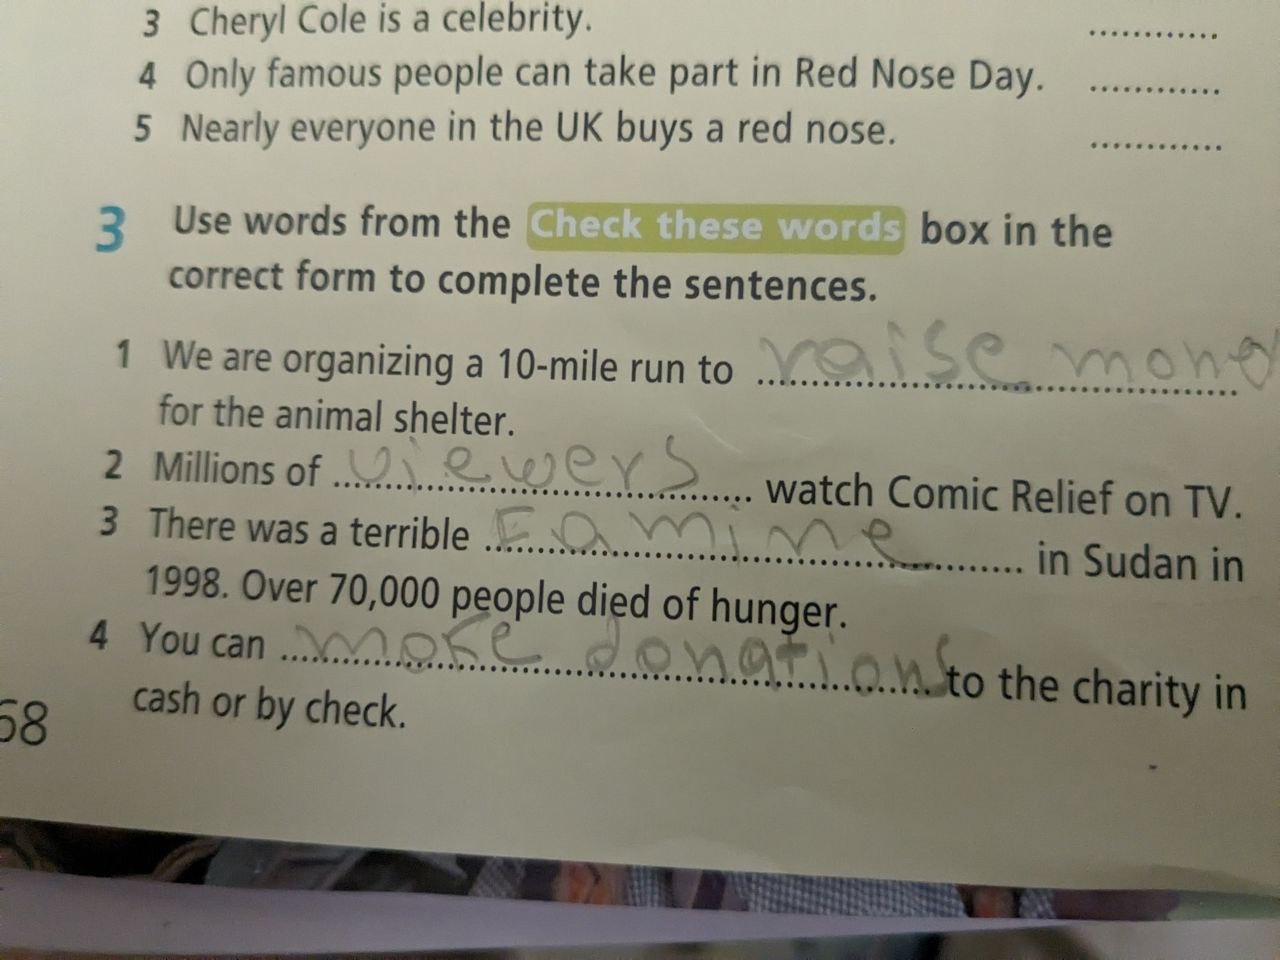 3 Cheryl Cole is a celebrity. ............
4 Only famous people can take part in Red Nose Day. ............
5 Nearly everyone in the UK buys a red nose. ............
3 Use words from the Check these words box in the
correct form to complete the sentences.
1 We are organizing a 10-mile run to raise mone
for the animal shelter.
2 Millions of viewers watch Comic Relief on TV.
3 There was a terrible Famine in Sudan in
1998. Over 70,000 people died of hunger.
4 You can make donations to the charity in
cash or by check.
68